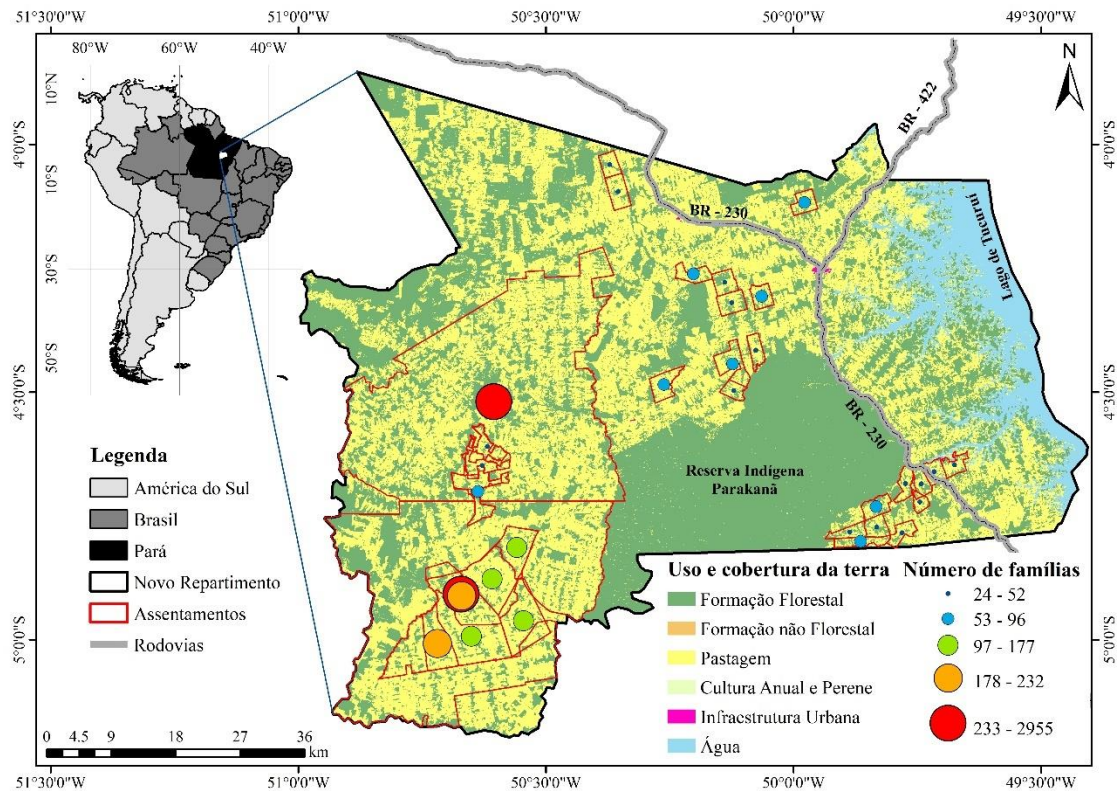 51°30'0"W
51°0'0"W
50°30'0"W
50°0'0"W
49°30'0"W
80°W
60°W
40°W
10°N
10°S
30°S
50°S
4°0'0"S
4°30'0"S
5°0'0"S
4°0'0"S
4°30'0"S
5°0'0"S
N
BR - 422
BR - 230
Lago de Tucuruí
BR - 230
Reserva Indígena
Parakanã
Legenda
América do Sul
Brasil
Pará
Novo Repartimento
Assentamentos
Rodovias
0 4.5 9 18 27 36
km
Uso e cobertura da terra
Formação Florestal
Formação não Florestal
Pastagem
Cultura Anual e Perene
Infraestrutura Urbana
Água
Número de famílias
24 - 52
53 - 96
97 - 177
178 - 232
233 - 2955
51°30'0"W
51°0'0"W
50°30'0"W
50°0'0"W
49°30'0"W